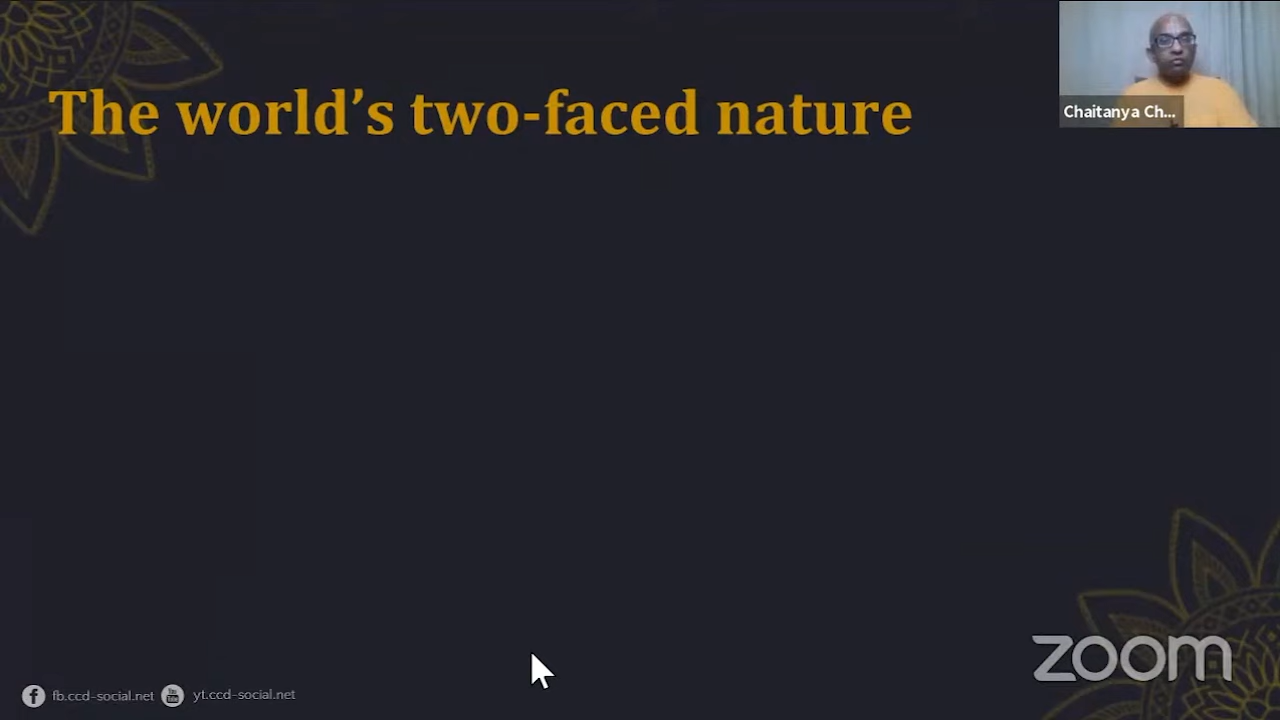 The world's two-faced nature
Chaitanya Ch...
zoom
fb.ccd-social.net
yt.ccd-social.net